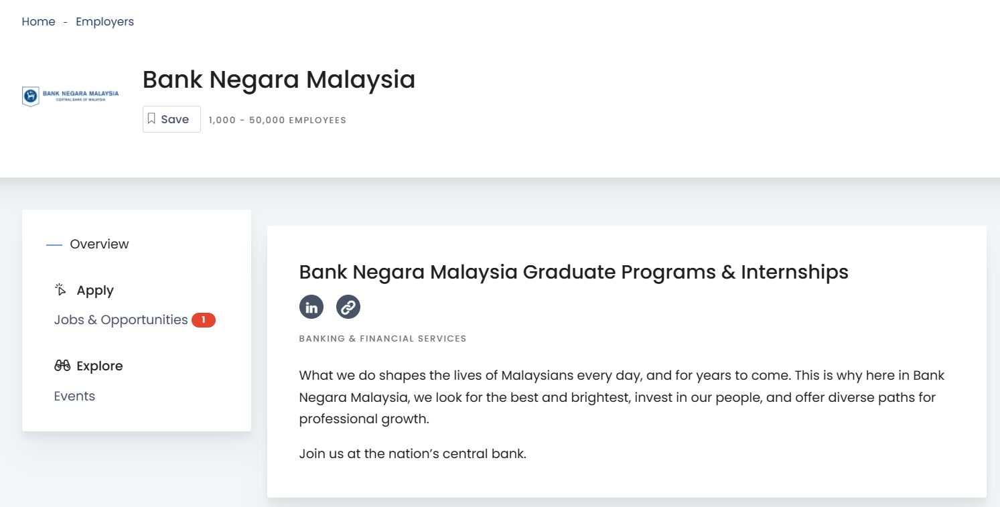 Home - Employers
BANK NEGARA MALAYSIA
CENTRAL BANK OF MALAYSIA
Bank Negara Malaysia
Save
1,000 - 50,000 EMPLOYEES
Overview
Apply
Jobs & Opportunities 1
Explore
Events
Bank Negara Malaysia Graduate Programs & Internships
in
BANKING & FINANCIAL SERVICES
What we do shapes the lives of Malaysians every day, and for years to come. This is why here in Bank
Negara Malaysia, we look for the best and brightest, invest in our people, and offer diverse paths for
professional growth.
Join us at the nation’s central bank.